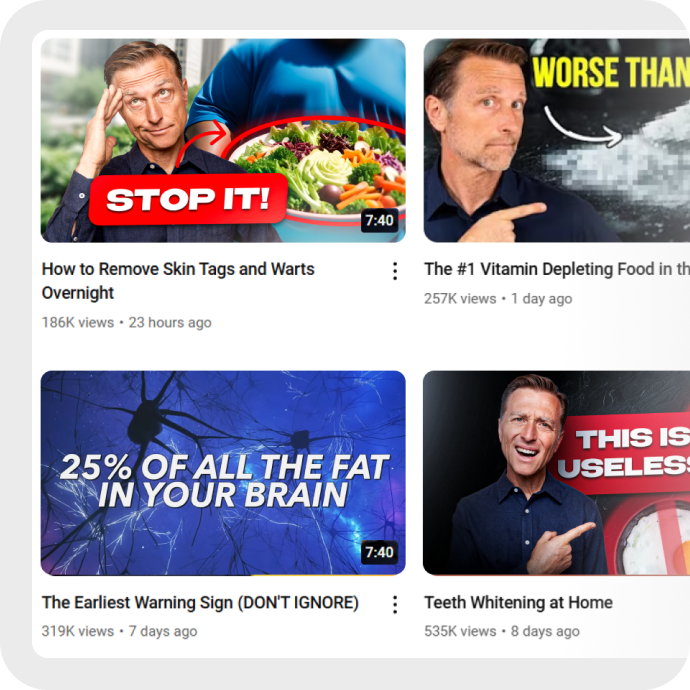 WORSE THAN
STOP IT!
7:40
How to Remove Skin Tags and Warts
Overnight
186K views • 23 hours ago
The #1 Vitamin Depleting Food in th
257K views • 1 day ago
25% OF ALL THE FAT
IN YOUR BRAIN
7:40
THIS IS
USELESS
The Earliest Warning Sign (DON'T IGNORE)
319K views • 7 days ago
Teeth Whitening at Home
535K views • 8 days ago